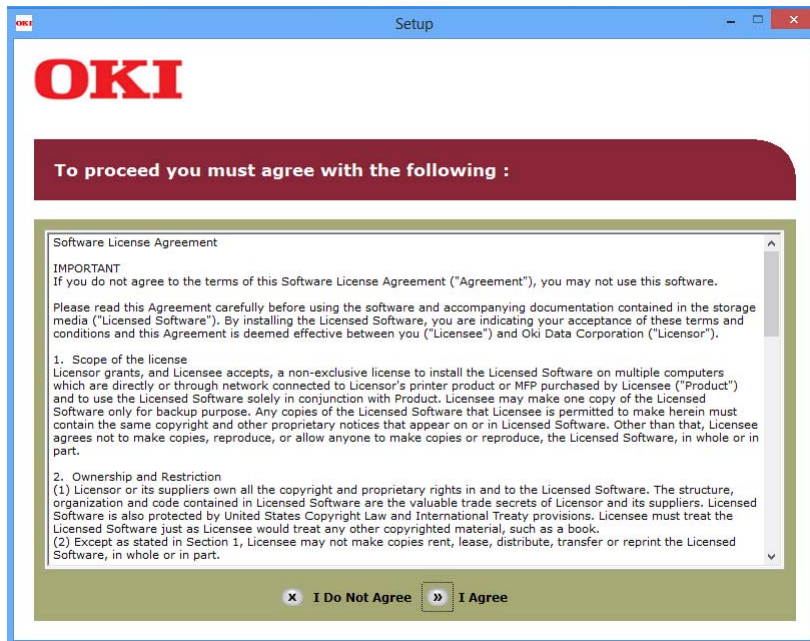 OKI
Setup
OKI
To proceed you must agree with the following :
Software License Agreement
IMPORTANT
If you do not agree to the terms of this Software License Agreement ("Agreement"), you may not use this software.
Please read this Agreement carefully before using the software and accompanying documentation contained in the storage
media ("Licensed Software"). By installing the Licensed Software, you are indicating your acceptance of these terms and
conditions and this Agreement is deemed effective between you ("Licensee") and Oki Data Corporation ("Licensor").
1. Scope of the license
Licensor grants, and Licensee accepts, a non-exclusive license to install the Licensed Software on multiple computers
which are directly or through network connected to Licensor's printer product or MFP purchased by Licensee ("Product")
and to use the Licensed Software solely in conjunction with Product. Licensee may make one copy of the Licensed
Software only for backup purpose. Any copies of the Licensed Software that Licensee is permitted to make herein must
contain the same copyright and other proprietary notices that appear on or in Licensed Software. Other than that, Licensee
agrees not to make copies, reproduce, or allow anyone to make copies or reproduce, the Licensed Software, in whole or in
part.
2. Ownership and Restriction
(1) Licensor or its suppliers own all the copyright and proprietary rights in and to the Licensed Software. The structure,
organization and code contained in Licensed Software are the valuable trade secrets of Licensor and its suppliers. Licensed
Software is also protected by United States Copyright Law and International Treaty provisions. Licensee must treat the
Licensed Software just as Licensee would treat any other copyrighted material, such as a book.
(2) Except as stated in Section 1, Licensee may not make copies rent, lease, distribute, transfer or reprint the Licensed
Software, in whole or in part.
I Do Not Agree I Agree